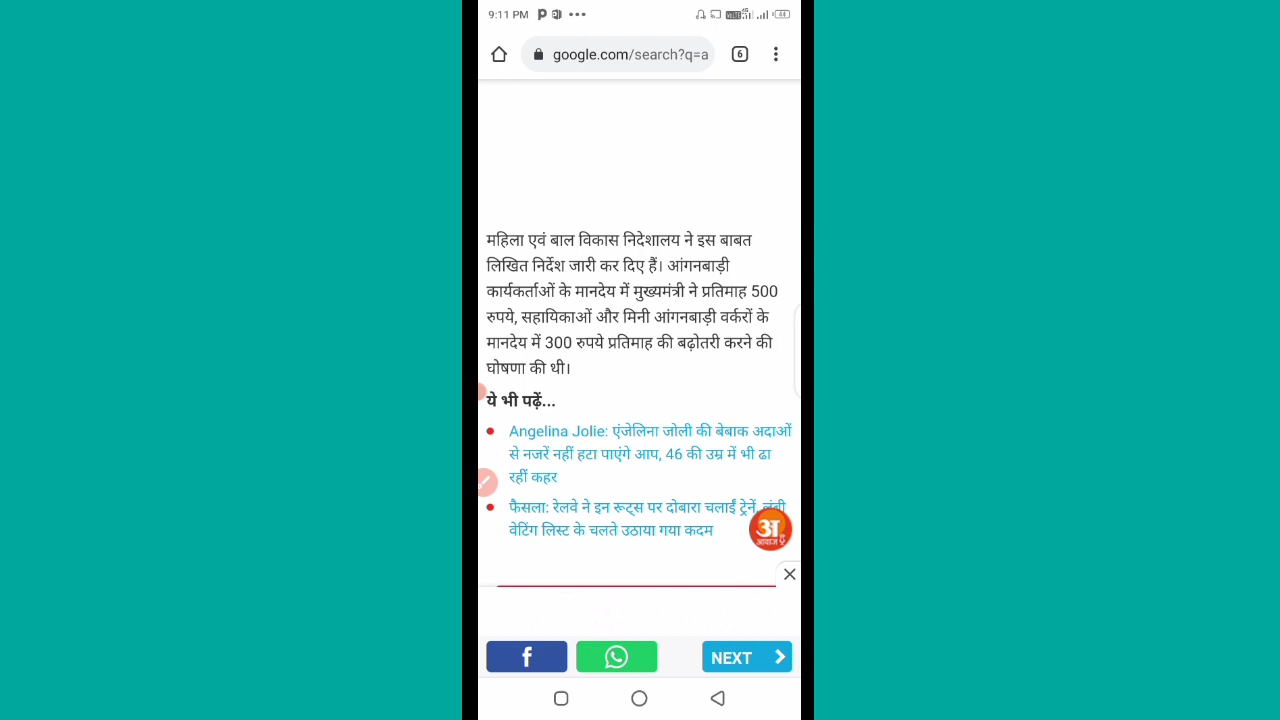 9:11 PM
google.com/search?q=a
6
महिला एवं बाल विकास निदेशालय ने इस बाबत
लिखित निर्देश जारी कर दिए हैं। आंगनबाड़ी
कार्यकर्ताओं के मानदेय में मुख्यमंत्री ने प्रतिमाह 500
रुपये, सहायिकाओं और मिनी आंगनबाड़ी वर्करों के
मानदेय में 300 रुपये प्रतिमाह की बढ़ोतरी करने की
घोषणा की थी।
ये भी पढ़ें...
Angelina Jolie: एंजेलिना जोली की बेबाक अदाओं
से नजरें नहीं हटा पाएंगे आप, 46 की उम्र में भी ढा
रहीं कहर
फैसला: रेलवे ने इन रूट्स पर दोबारा चलाईं ट्रेनें, लंबी
वेटिंग लिस्ट के चलते उठाया गया कदम
अ
NEXT